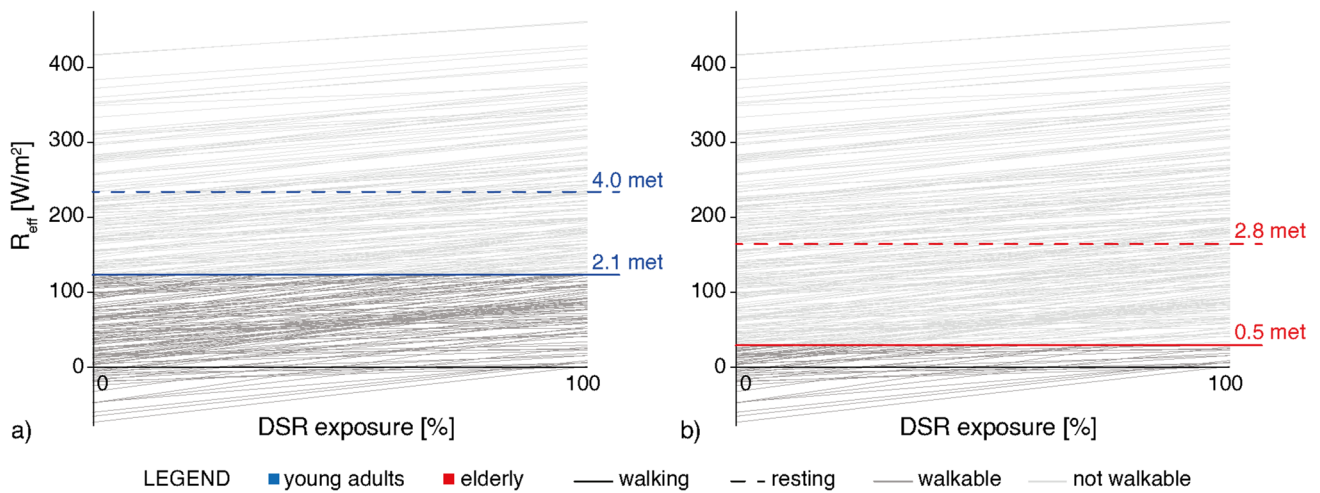 400
300
200
100
0
R_eff [W/m²]
4.0 met
2.1 met
0
100
DSR exposure [%]
a)
400
300
200
100
0
2.8 met
0.5 met
0
100
DSR exposure [%]
b)
LEGEND young adults elderly walking resting walkable not walkable